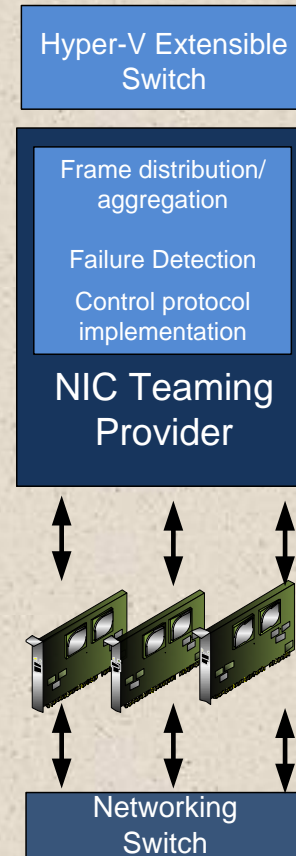 Hyper-V Extensible
Switch
Frame distribution/
aggregation
Failure Detection
Control protocol
implementation
NIC Teaming
Provider
Networking
Switch